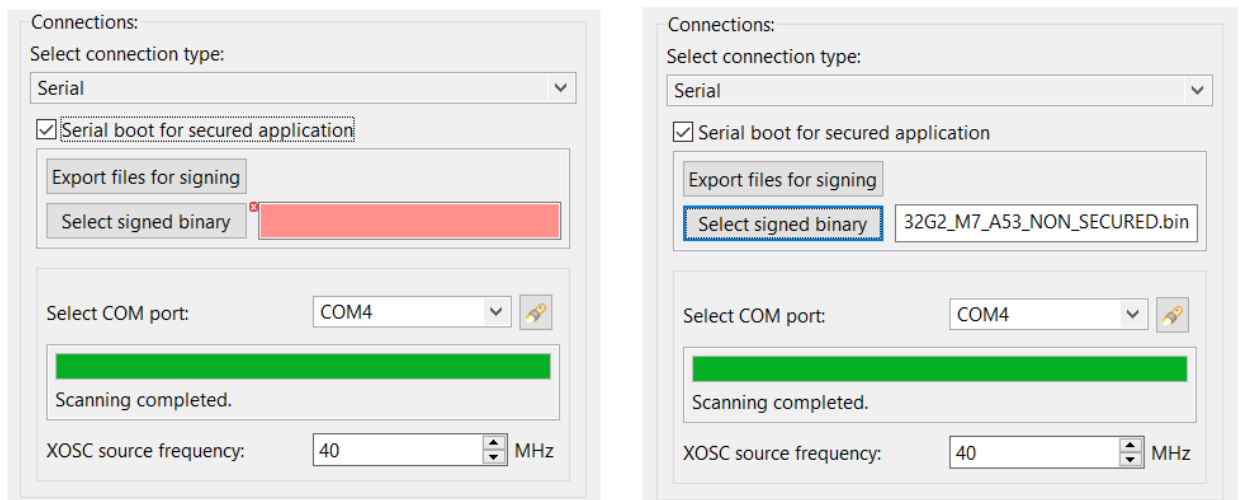 Connections:
Select connection type:
Serial
Serial boot for secured application
Export files for signing
Select signed binary
Select COM port:
COM4
Scanning completed.
XOSC source frequency:
40
MHz
Connections:
Select connection type:
Serial
Serial boot for secured application
Export files for signing
Select signed binary
32G2_M7_A53_NON_SECURED.bin
Select COM port:
COM4
Scanning completed.
XOSC source frequency:
40
MHz